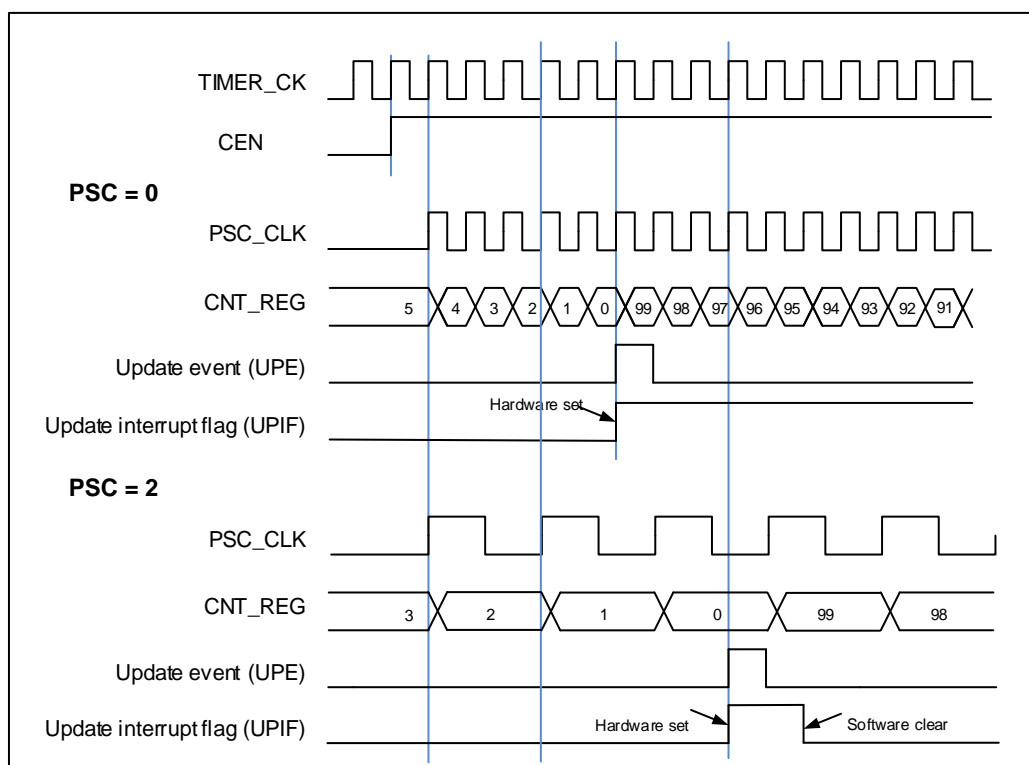 TIMER_CK
CEN
PSC = 0
PSC_CLK
CNT_REG 5 4 3 2 1 0 99 98 97 96 95 94 93 92 91
Update event (UPE)
Hardware set
Update interrupt flag (UPIF)
PSC = 2
PSC_CLK
CNT_REG 3 2 1 0 99 98
Update event (UPE)
Update interrupt flag (UPIF) Hardware set Software clear